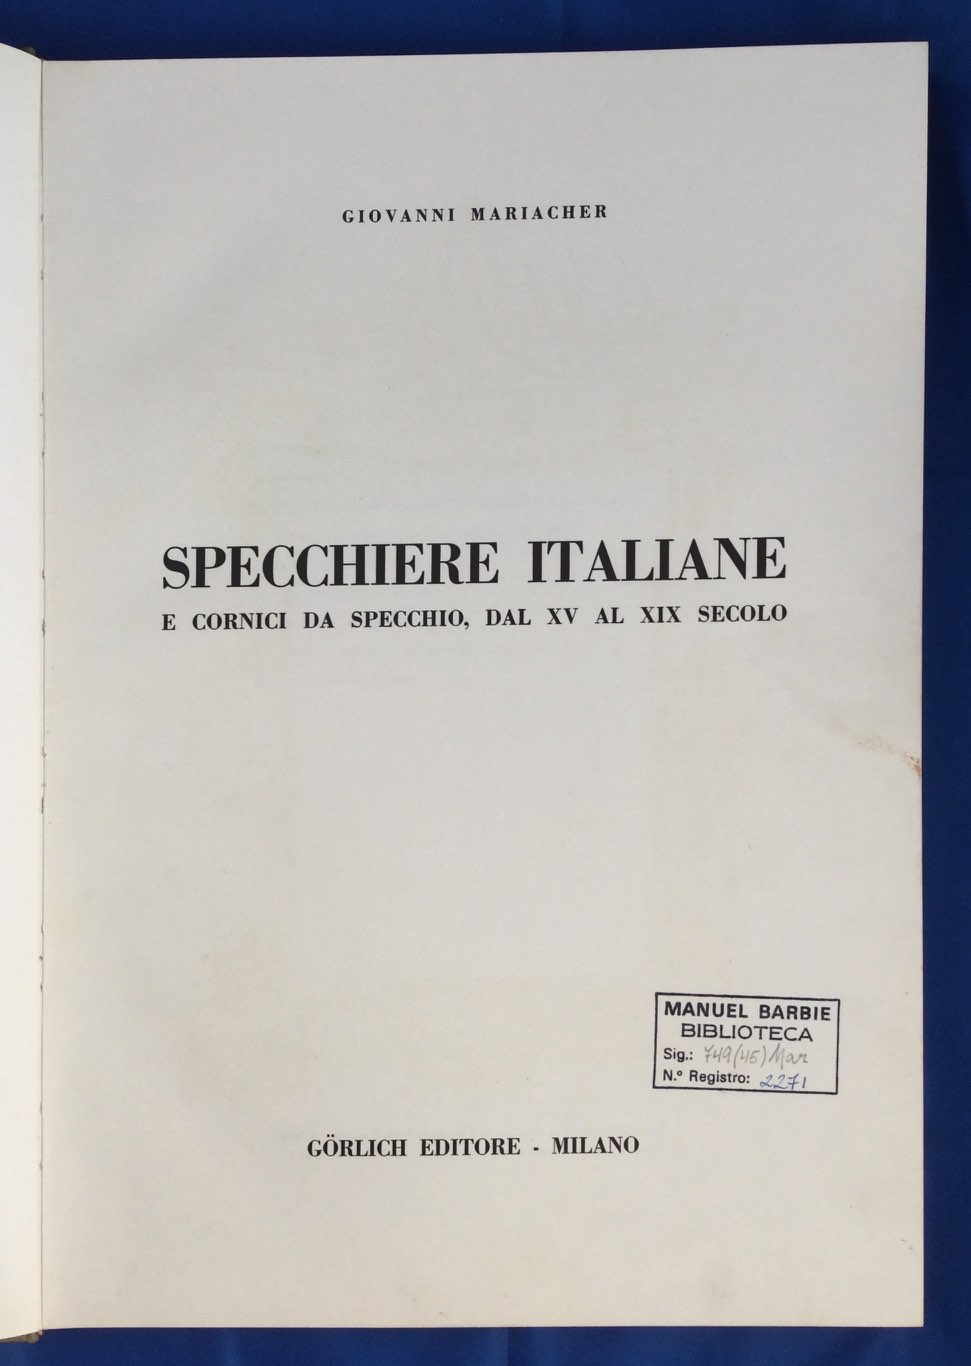 GIOVANNI MARIACHER
SPECCHIERE ITALIANE
E CORNICI DA SPECCHIO, DAL XV AL XIX SECOLO
MANUEL BARBIE
BIBLIOTECA
Sig.: 749(45) Mar
N.º Registro: 2271
GÖRLICH EDITORE - MILANO